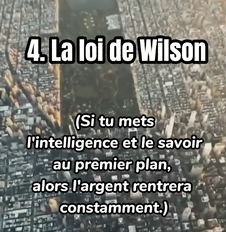 4. La loi de Wilson
(Si tu mets
l'intelligence et le savoir
au premier plan,
alors l'argent rentrera
constamment.)